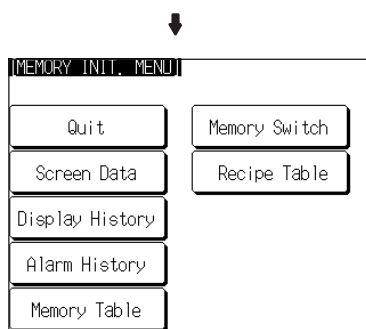 [MEMORY INIT. MENU]
Quit
Screen Data
Display History
Alarm History
Memory Table
Memory Switch
Recipe Table